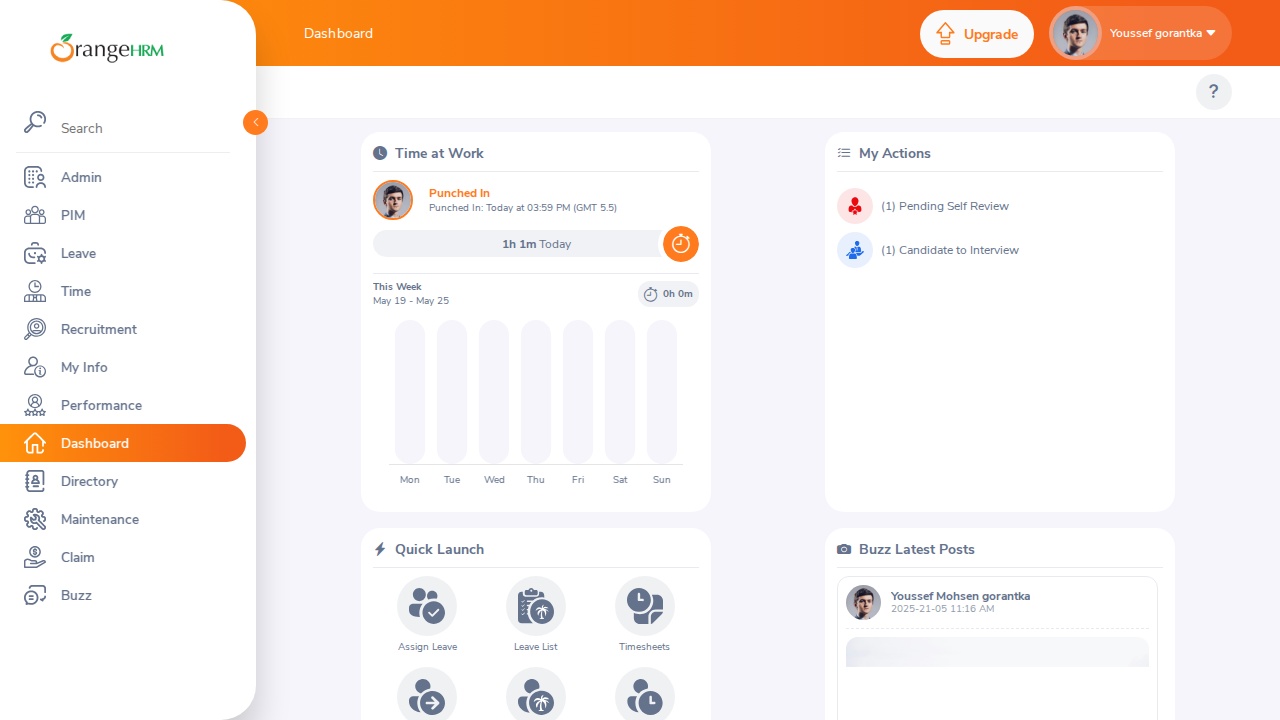 OrangeHRM
Dashboard
Upgrade
Youssef gorantka
?
Search
Admin
PIM
Leave
Time
Recruitment
My Info
Performance
Dashboard
Directory
Maintenance
Claim
Buzz
Time at Work
Punched In
Punched In: Today at 03:59 PM (GMT 5.5)
1h 1m Today
This Week
May 19 - May 25
0h 0m
Mon Tue Wed Thu Fri Sat Sun
My Actions
(1) Pending Self Review
(1) Candidate to Interview
Quick Launch
Assign Leave
Leave List
Timesheets
Buzz Latest Posts
Youssef Mohsen gorantka
2025-21-05 11:16 AM